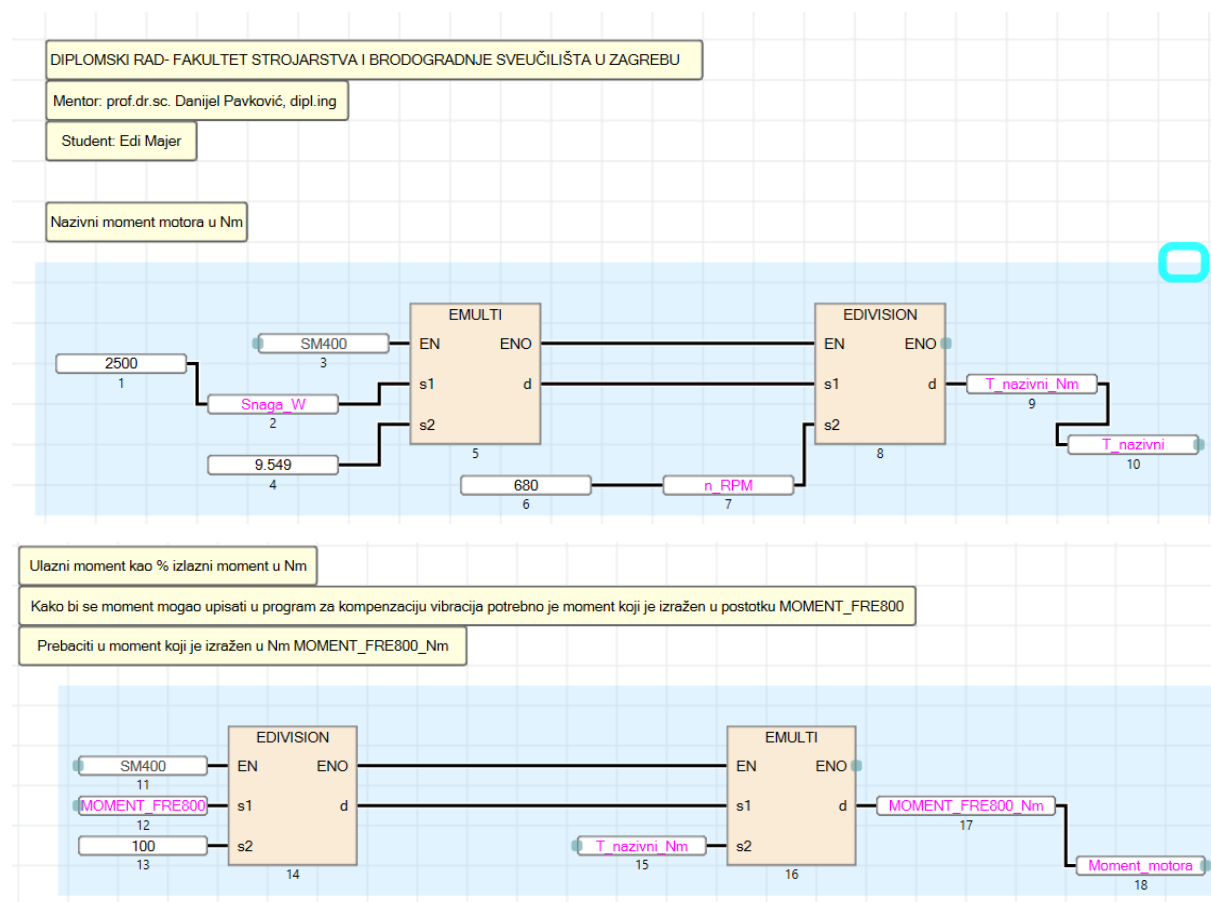 DIPLOMSKI RAD- FAKULTET STROJARSTVA I BRODOGRADNJE SVEUČILIŠTA U ZAGREBU
Mentor: prof.dr.sc. Danijel Pavković, dipl.ing
Student: Edi Majer
Nazivni moment motora u Nm
EMULTI
EDIVISION
SM400
EN
ENO
EN
ENO
3
2500
1
s1
d
s1
d
T_nazivni_Nm
9
Snaga_W
2
s2
s2
T_nazivni
10
5
8
9.549
4
680
6
n_RPM
7
Ulazni moment kao % izlazni moment u Nm
Kako bi se moment mogao upisati u program za kompenzaciju vibracija potrebno je moment koji je izražen u postotku MOMENT_FRE800
Prebaciti u moment koji je izražen u Nm MOMENT_FRE800_Nm
EDIVISION
EMULTI
SM400
EN
ENO
EN
ENO
11
MOMENT_FRE800
s1
d
s1
d
MOMENT_FRE800_Nm
12
17
100
s2
T_nazivni_Nm
s2
13
14
15
16
Moment_motora
18